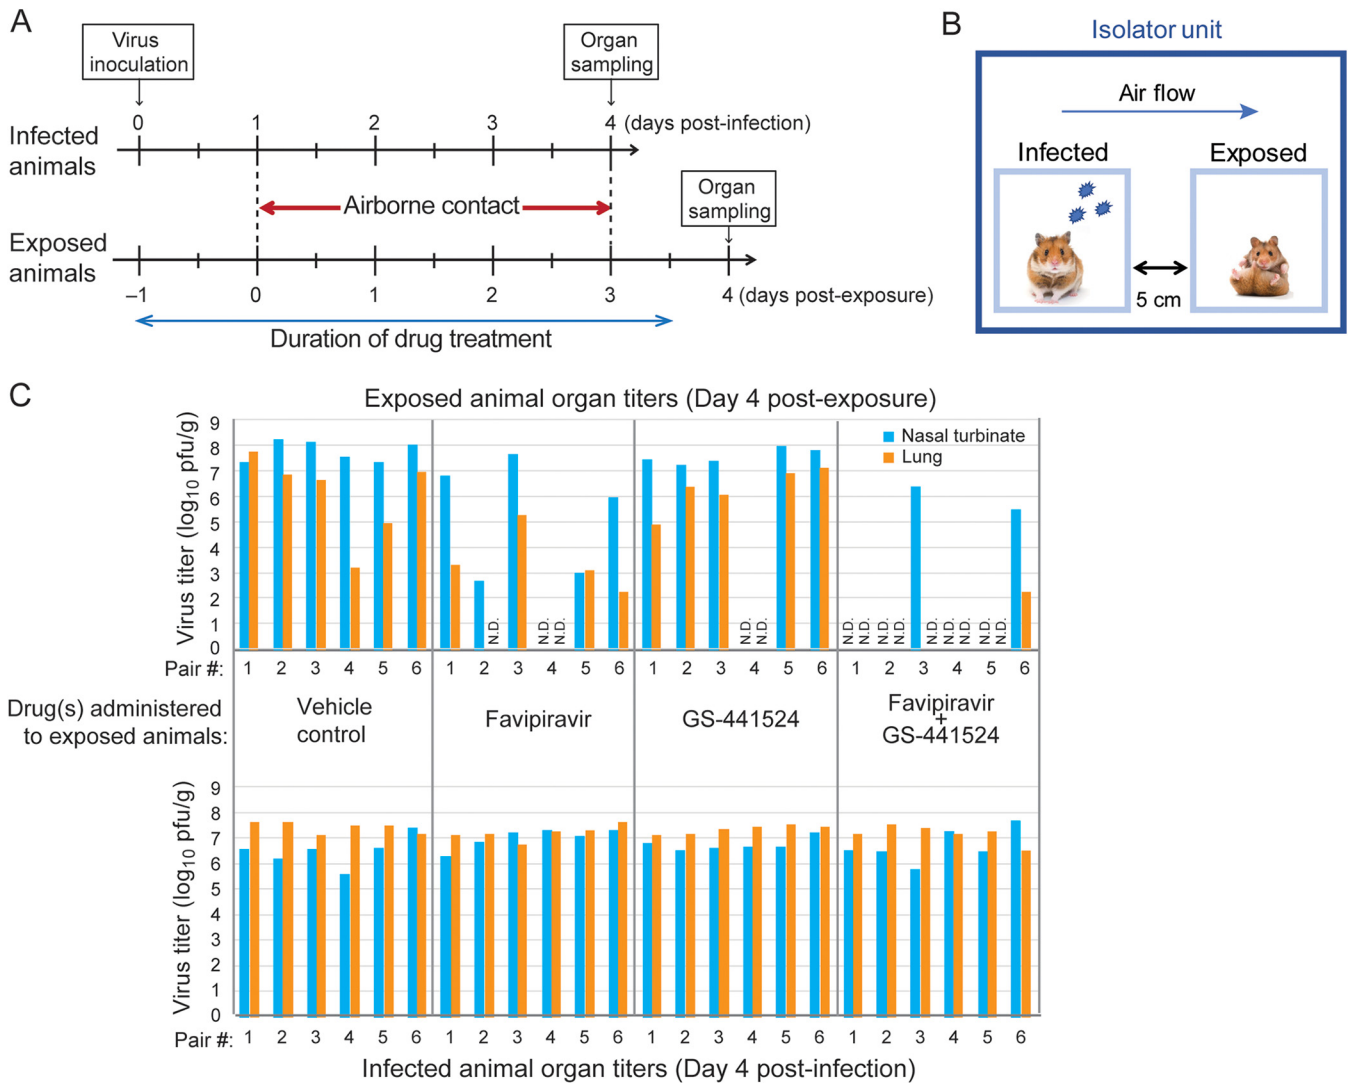 A
Virus
inoculation
Organ
sampling
0 1 2 3 4 (days post-infection)
Infected
animals
Airborne contact
Organ
sampling
Exposed
animals
–1 0 1 2 3 4 (days post-exposure)
Duration of drug treatment
B
Isolator unit
Air flow
Infected Exposed
5 cm
C
Exposed animal organ titers (Day 4 post-exposure)
Virus titer (log10 pfu/g)
9
8
7
6
5
4
3
2
1
0
Nasal turbinate
Lung
N.D. N.D. N.D. N.D. N.D. N.D. N.D. N.D. N.D. N.D. N.D. N.D. N.D. N.D.
Pair #: 1 2 3 4 5 6 1 2 3 4 5 6 1 2 3 4 5 6 1 2 3 4 5 6
Drug(s) administered
to exposed animals:
Vehicle
control
Favipiravir
GS-441524
Favipiravir
+
GS-441524
Virus titer (log10 pfu/g)
9
8
7
6
5
4
3
2
1
0
Pair #: 1 2 3 4 5 6 1 2 3 4 5 6 1 2 3 4 5 6 1 2 3 4 5 6
Infected animal organ titers (Day 4 post-infection)